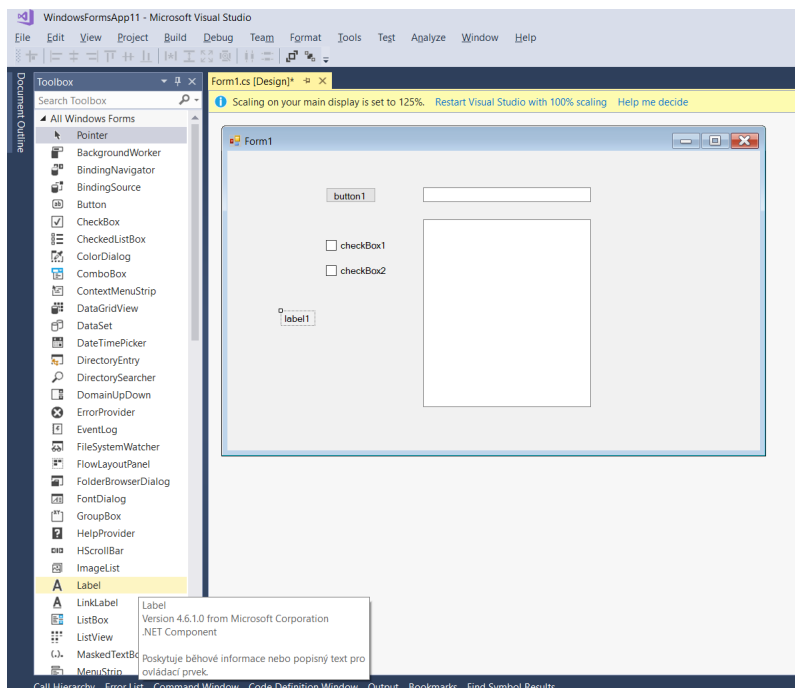 WindowsFormsApp11 - Microsoft Visual Studio
File Edit View Project Build Debug Team Format Tools Test Analyze Window Help
Document Outline
Toolbox
Search Toolbox
All Windows Forms
Pointer
BackgroundWorker
BindingNavigator
BindingSource
Button
CheckBox
CheckedListBox
ColorDialog
ComboBox
ContextMenuStrip
DataGridView
DataSet
DateTimePicker
DirectoryEntry
DirectorySearcher
DomainUpDown
ErrorProvider
EventLog
FileSystemWatcher
FlowLayoutPanel
FolderBrowserDialog
FontDialog
GroupBox
HelpProvider
HScrollBar
ImageList
Label
LinkLabel
ListBox
ListView
MaskedTextBo
MenuStrip
Label
Version 4.6.1.0 from Microsoft Corporation
.NET Component
Poskytuje běhové informace nebo popisný text pro
ovládací prvek.
Form1.cs [Design]*
Scaling on your main display is set to 125%. Restart Visual Studio with 100% scaling Help me decide
Form1
button1
checkBox1
checkBox2
label1
Call Hierarchy Error List Command Window Code Definition Window Output Bookmarks Find Symbol Results